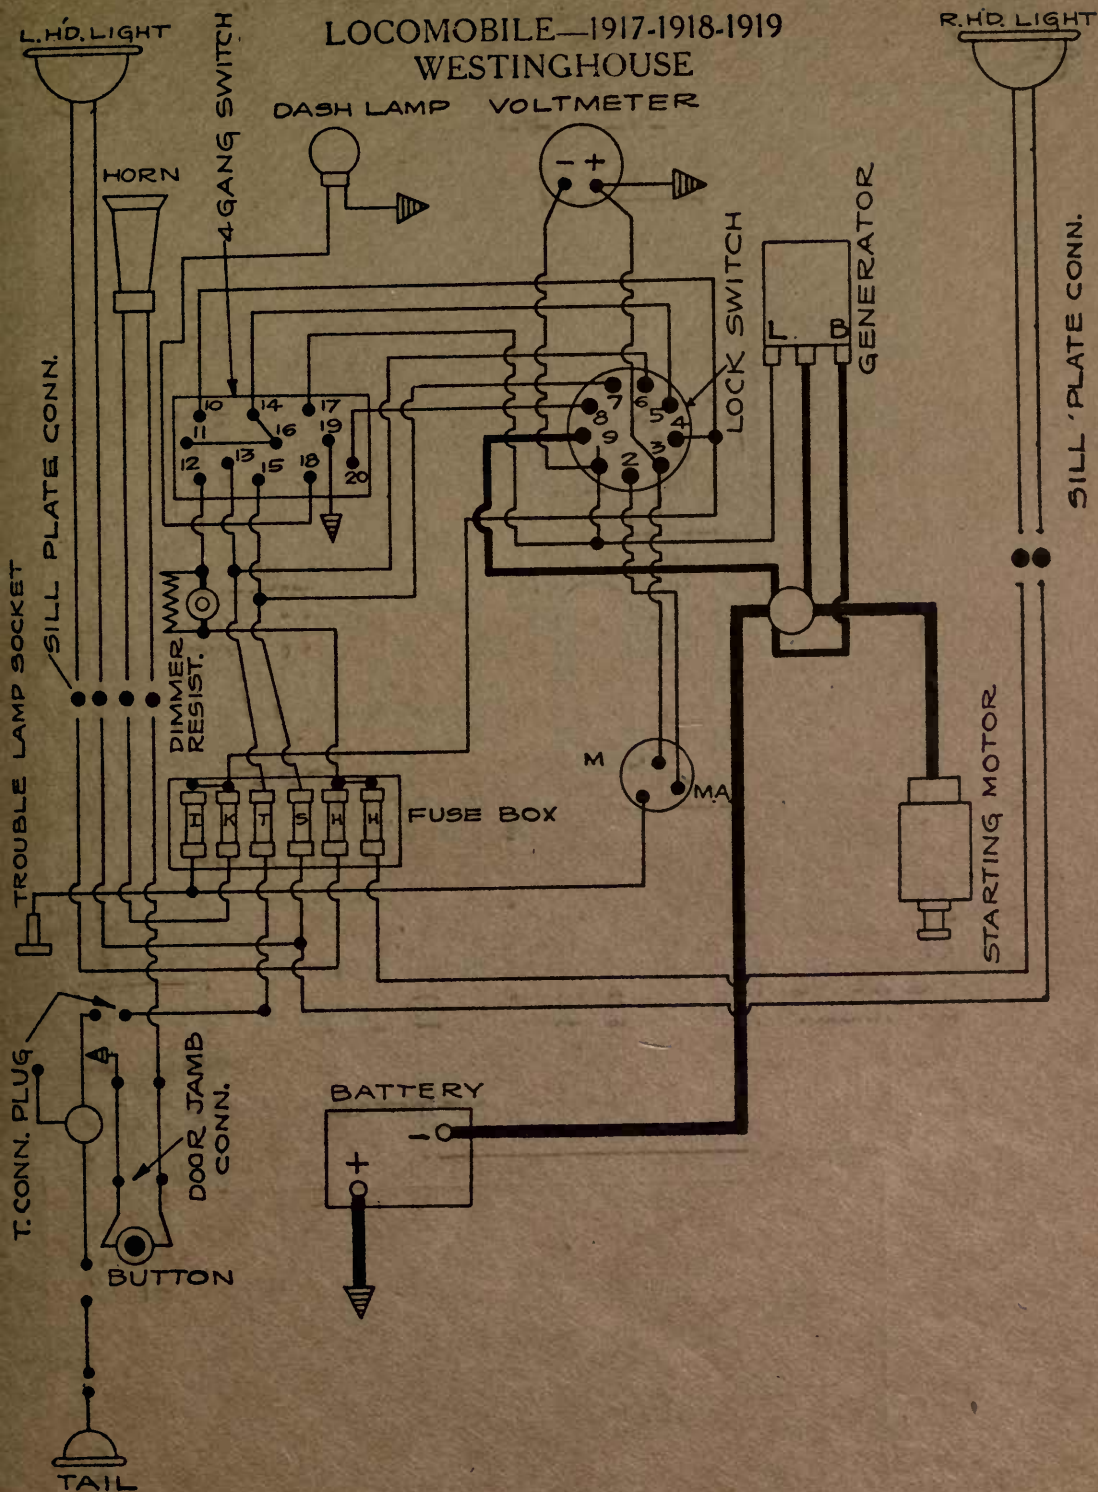 LOCOMOBILE—1917-1918-1919
WESTINGHOUSE
L. HD. LIGHT
R. HD. LIGHT
4 GANG SWITCH
DASH LAMP
VOLTMETER
- +
HORN
LOCK SWITCH
GENERATOR
L
B
SILL PLATE CONN.
SILL PLATE CONN.
10
14
17
11
16
19
12
13
15
18
20
7
6
8
5
9
4
2
3
TROUBLE LAMP SOCKET
DIMMER
RESIST.
M
MA
I K T S H H
FUSE BOX
STARTING MOTOR
T. CONN. PLUG
DOOR JAMB
CONN.
BATTERY
-
+
BUTTON
TAIL